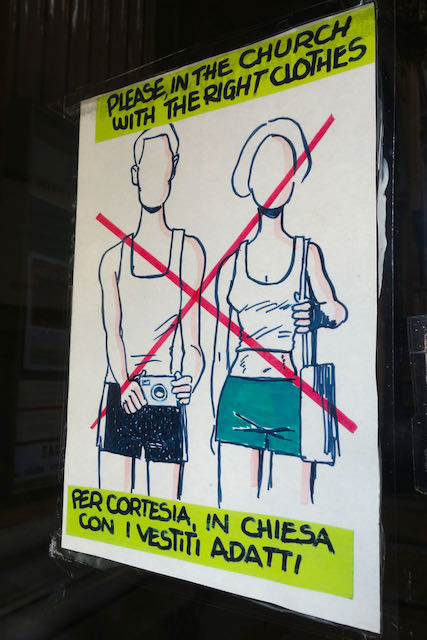 PLEASE, IN THE CHURCH
WITH THE RIGHT CLOTHES
PER CORTESIA, IN CHIESA
CON I VESTITI ADATTI